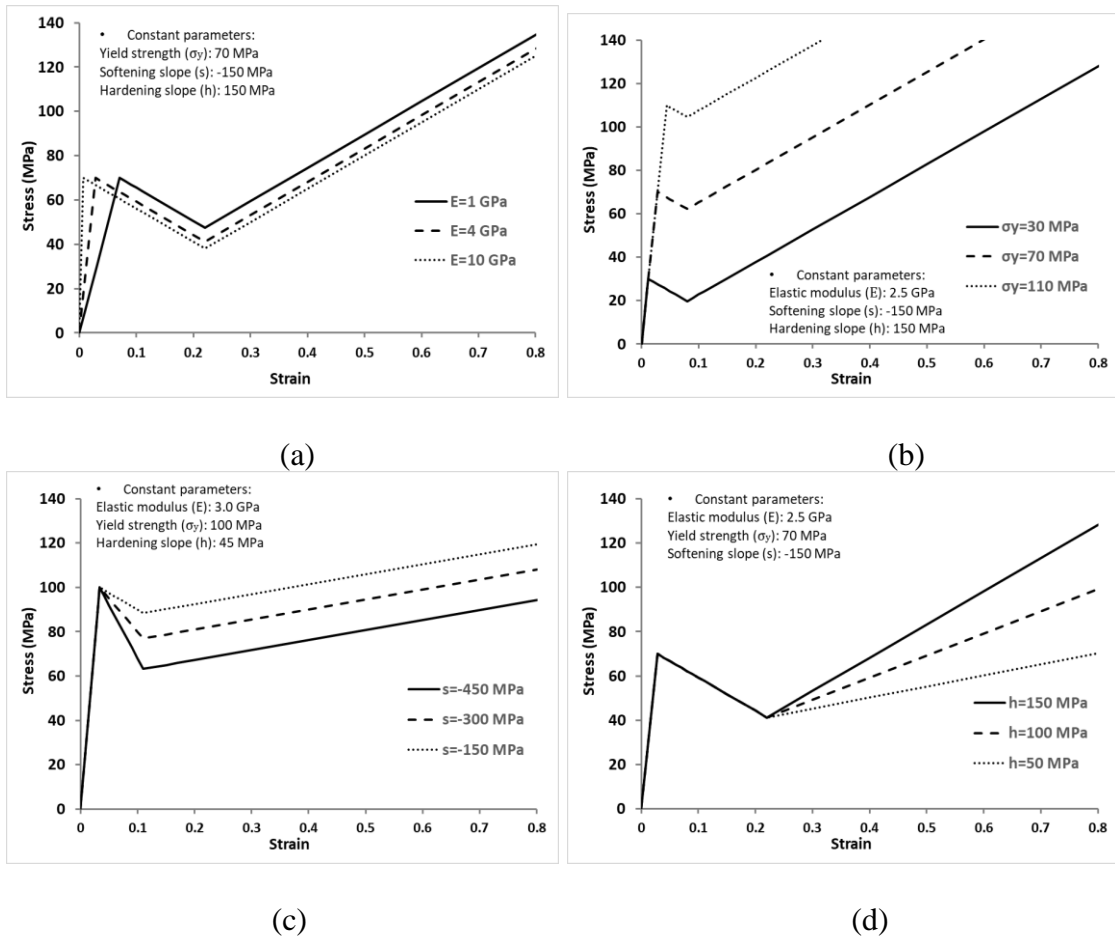 • Constant parameters:
Yield strength (σy): 70 MPa
Softening slope (s): -150 MPa
Hardening slope (h): 150 MPa
140
120
100
80
60
40
20
0
Stress (MPa)
E=1 GPa
E=4 GPa
E=10 GPa
0 0.1 0.2 0.3 0.4 0.5 0.6 0.7 0.8
Strain
(a)
140
120
100
80
60
40
20
0
Stress (MPa)
σy=30 MPa
σy=70 MPa
σy=110 MPa
• Constant parameters:
Elastic modulus (E): 2.5 GPa
Softening slope (s): -150 MPa
Hardening slope (h): 150 MPa
0 0.1 0.2 0.3 0.4 0.5 0.6 0.7 0.8
Strain
(b)
• Constant parameters:
Elastic modulus (E): 3.0 GPa
Yield strength (σy): 100 MPa
Hardening slope (h): 45 MPa
140
120
100
80
60
40
20
0
Stress (MPa)
s=-450 MPa
s=-300 MPa
s=-150 MPa
0 0.1 0.2 0.3 0.4 0.5 0.6 0.7 0.8
Strain
(c)
• Constant parameters:
Elastic modulus (E): 2.5 GPa
Yield strength (σy): 70 MPa
Softening slope (s): -150 MPa
140
120
100
80
60
40
20
0
Stress (MPa)
h=150 MPa
h=100 MPa
h=50 MPa
0 0.1 0.2 0.3 0.4 0.5 0.6 0.7 0.8
Strain
(d)